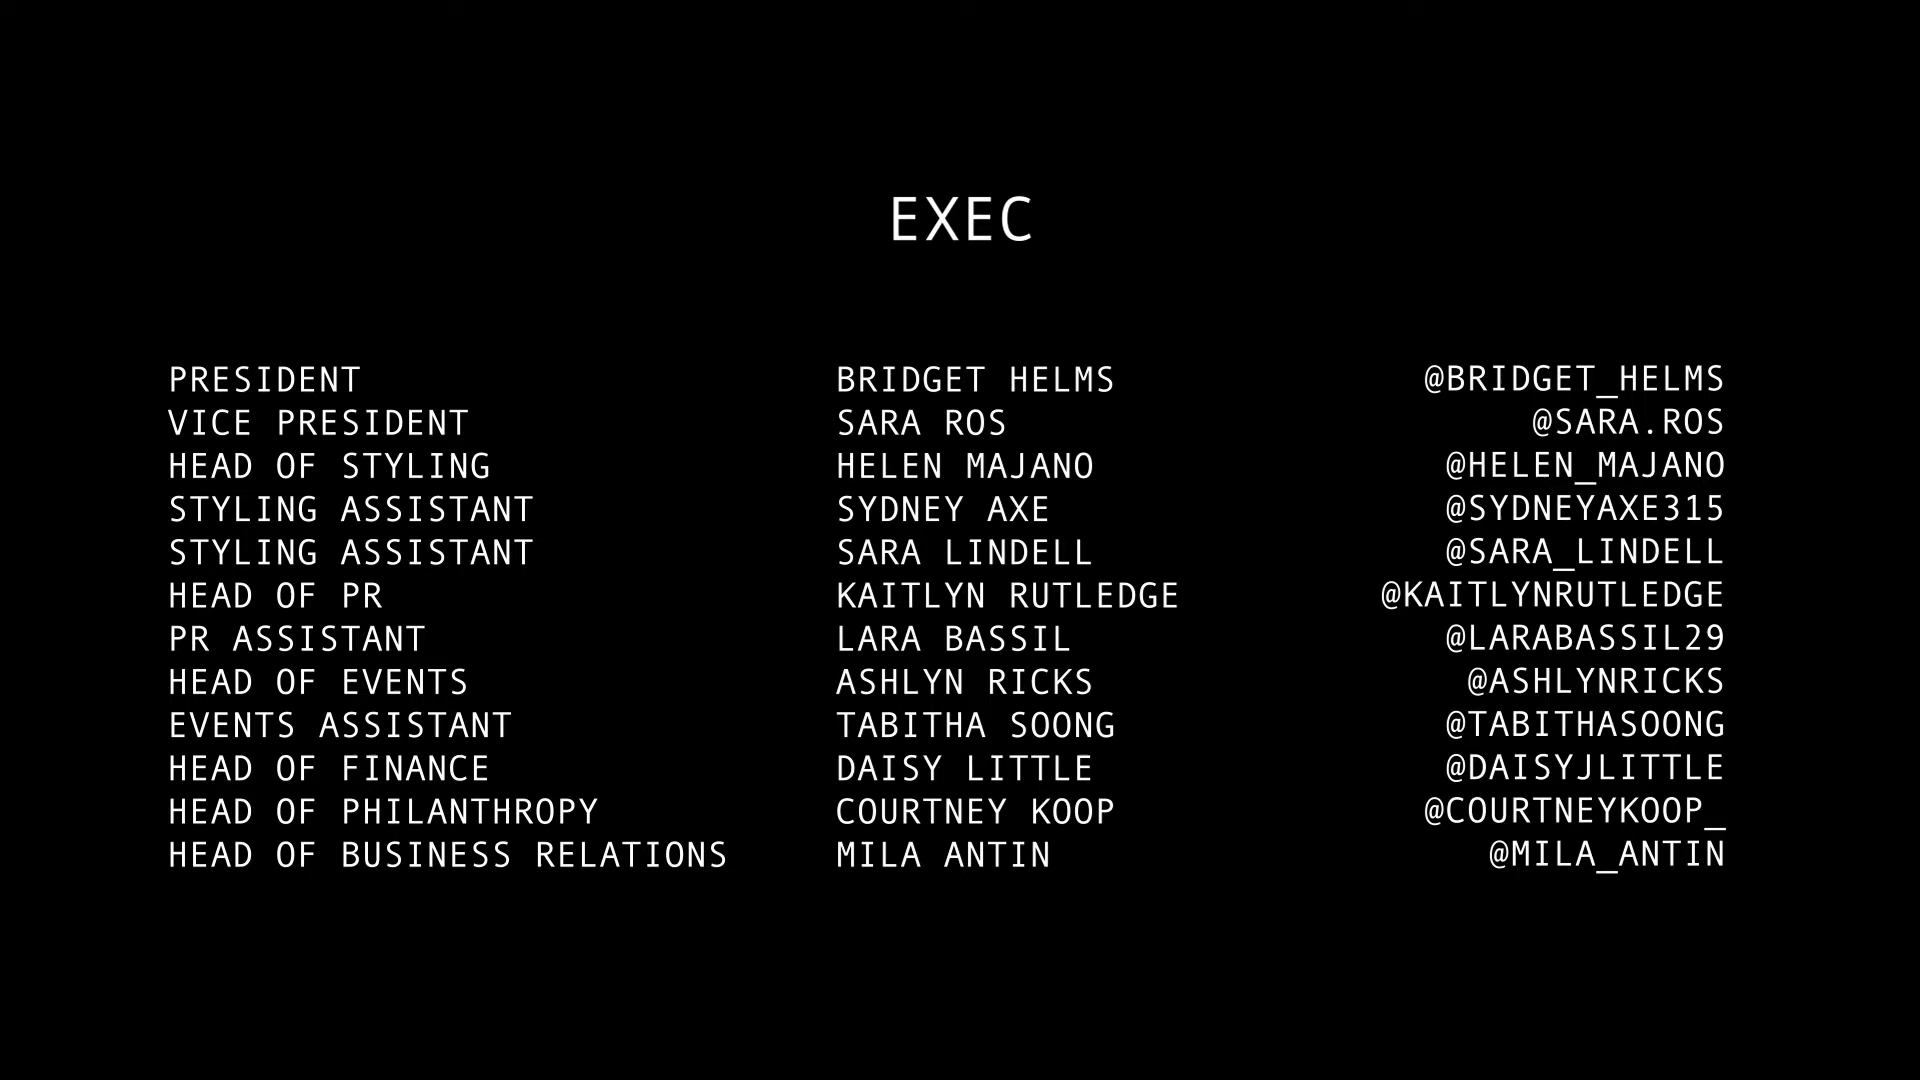 EXEC
PRESIDENT BRIDGET HELMS @BRIDGET_HELMS
VICE PRESIDENT SARA ROS @SARA.ROS
HEAD OF STYLING HELEN MAJANO @HELEN_MAJANO
STYLING ASSISTANT SYDNEY AXE @SYDNEYAXE315
STYLING ASSISTANT SARA LINDELL @SARA_LINDELL
HEAD OF PR KAITLYN RUTLEDGE @KAITLYNRUTLEDGE
PR ASSISTANT LARA BASSIL @LARABASSIL29
HEAD OF EVENTS ASHLYN RICKS @ASHLYNRICKS
EVENTS ASSISTANT TABITHA SOONG @TABITHASOONG
HEAD OF FINANCE DAISY LITTLE @DAISYJLITTLE
HEAD OF PHILANTHROPY COURTNEY KOOP @COURTNEYKOOP_
HEAD OF BUSINESS RELATIONS MILA ANTIN @MILA_ANTIN